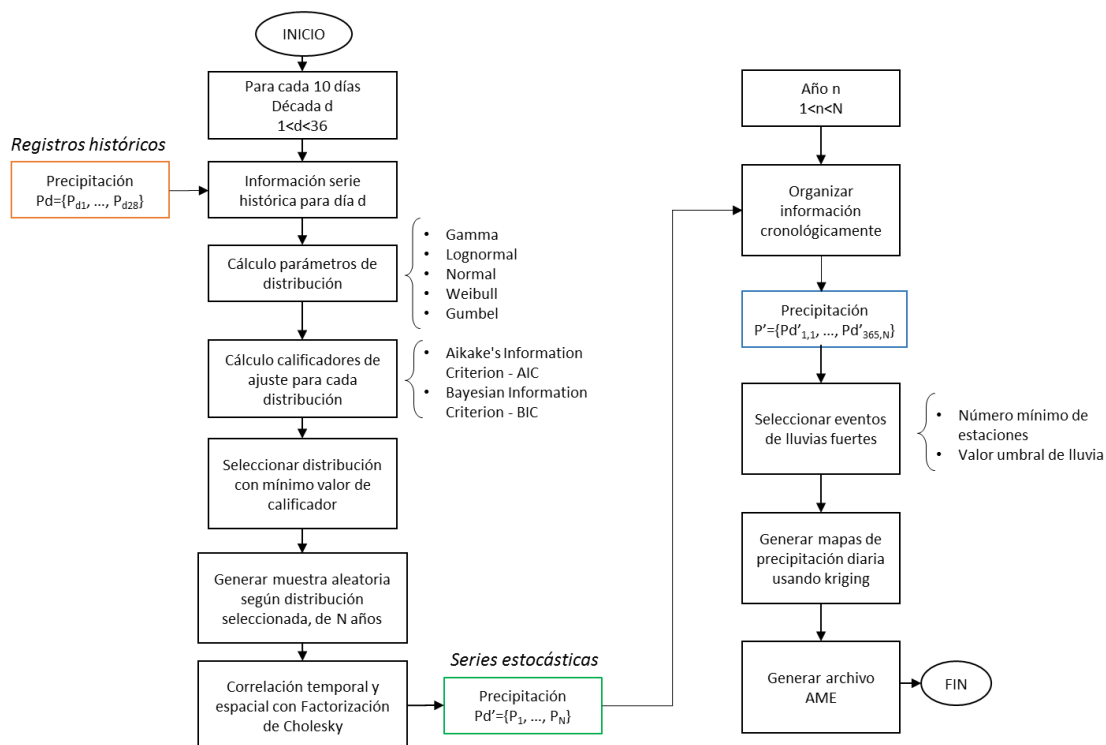 INICIO
Para cada 10 días
Década d
1<d<36
Registros históricos
Precipitación
Pd={Pd1, ..., Pd28}
Información serie
histórica para día d
Cálculo parámetros de
distribución
• Gamma
• Lognormal
• Normal
• Weibull
• Gumbel
Cálculo calificadores de
ajuste para cada
distribución
• Aikake's Information
Criterion - AIC
• Bayesian Information
Criterion - BIC
Seleccionar distribución
con mínimo valor de
calificador
Generar muestra aleatoria
según distribución
seleccionada, de N años
Correlación temporal y
espacial con Factorización
de Cholesky
Series estocásticas
Precipitación
Pd'={P1, ..., PN}
Año n
1<n<N
Organizar
información
cronológicamente
Precipitación
P'={Pd'1,1, ..., Pd'365,N}
Seleccionar eventos
de lluvias fuertes
• Número mínimo de
estaciones
• Valor umbral de lluvia
Generar mapas de
precipitación diaria
usando kriging
Generar archivo
AME
FIN